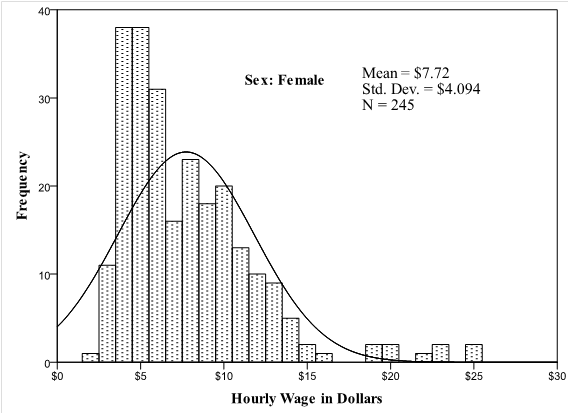 40
30
20
10
0
Frequency
Sex: Female
Mean = $7.72
Std. Dev. = $4.094
N = 245
$0 $5 $10 $15 $20 $25 $30
Hourly Wage in Dollars